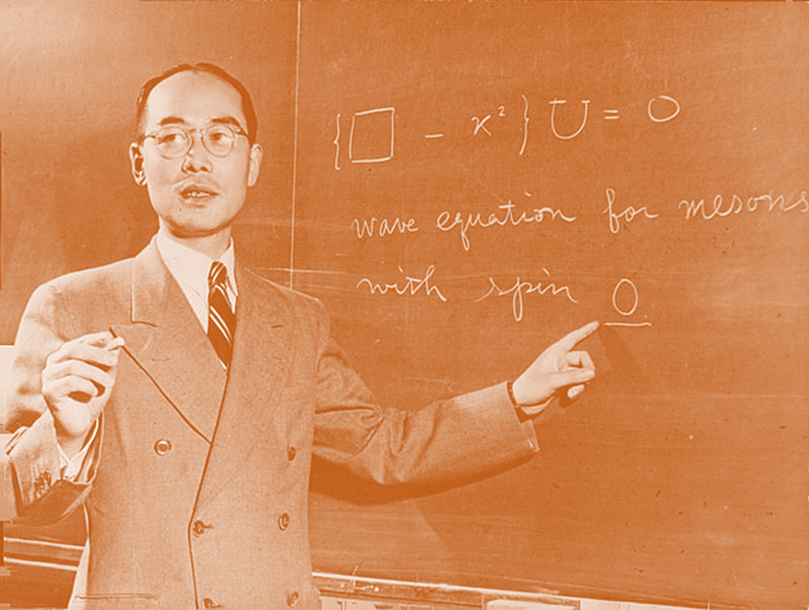 {□ - κ²} U = 0
wave equation for mesons
with spin 0